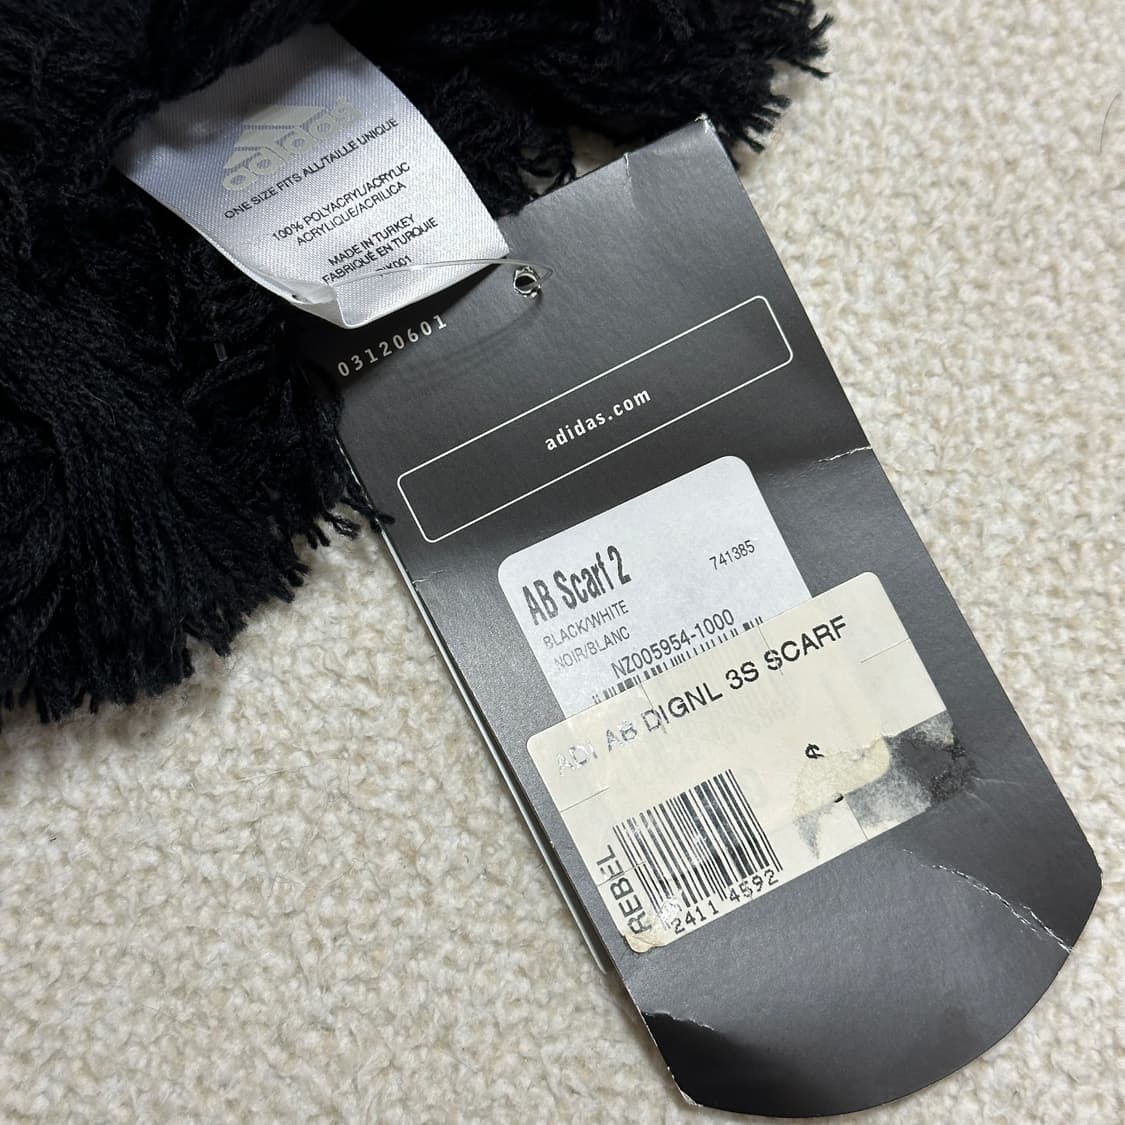 adidas
ONE SIZE FITS ALL/TAILLE UNIQUE
100% POLYACRYL/ACRYLIC
ACRYLIQUE/ACRILICA
MADE IN TURKEY
FABRIQUÉ EN TURQUIE
03120601
adidas.com
AB Scarf 2
741385
BLACK/WHITE
NOIR/BLANC
NZ005954-1000
ADI AB DIGNL 3S SCARF
REBEL
2411 4592